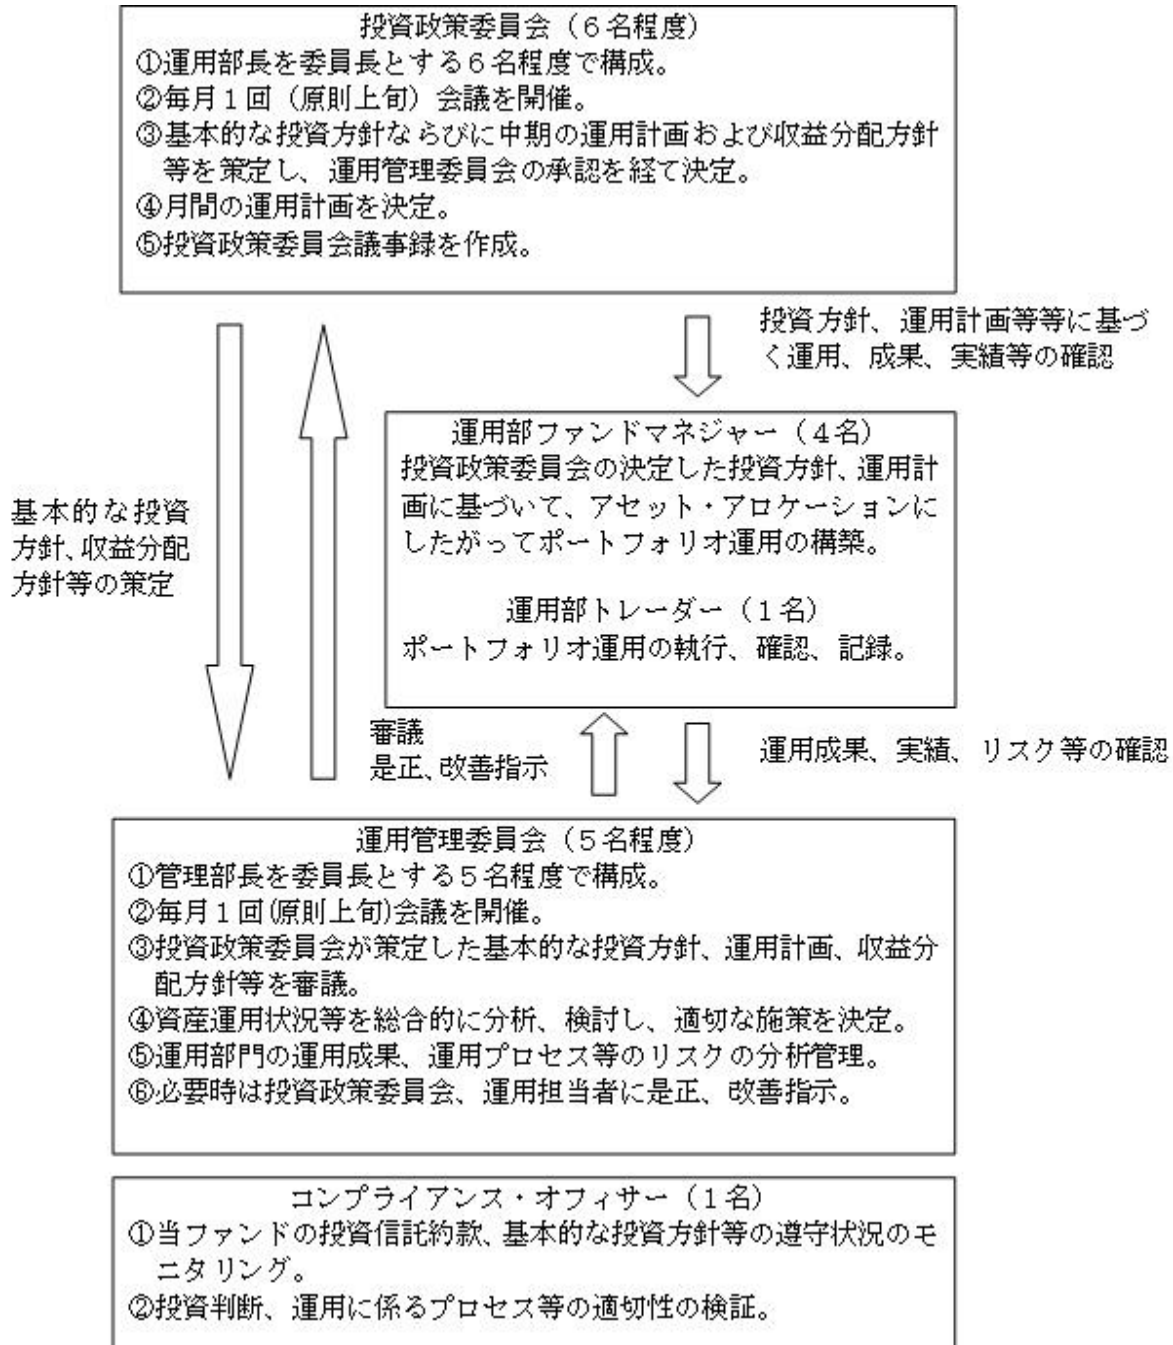 投資政策委員会（６名程度）
①運用部長を委員長とする６名程度で構成。
②毎月１回（原則上旬）会議を開催。
③基本的な投資方針ならびに中期の運用計画および収益分配方針
等を策定し、運用管理委員会の承認を経て決定。
④月間の運用計画を決定。
⑤投資政策委員会議事録を作成。
投資方針、運用計画等等に基づ
く運用、成果、実績等の確認
運用部ファンドマネジャー（４名）
投資政策委員会の決定した投資方針、運用計
画に基づいて、アセット・アロケーションに
したがってポートフォリオ運用の構築。
運用部トレーダー（１名）
ポートフォリオ運用の執行、確認、記録。
基本的な投資
方針、収益分配
方針等の策定
審議
是正、改善指示
運用成果、実績、リスク等の確認
運用管理委員会（５名程度）
①管理部長を委員長とする５名程度で構成。
②毎月１回(原則上旬)会議を開催。
③投資政策委員会が策定した基本的な投資方針、運用計画、収益分
配方針等を審議。
④資産運用状況等を総合的に分析、検討し、適切な施策を決定。
⑤運用部門の運用成果、運用プロセス等のリスクの分析管理。
⑥必要時は投資政策委員会、運用担当者に是正、改善指示。
コンプライアンス・オフィサー（１名）
①当ファンドの投資信託約款、基本的な投資方針等の遵守状況のモ
ニタリング。
②投資判断、運用に係るプロセス等の適切性の検証。